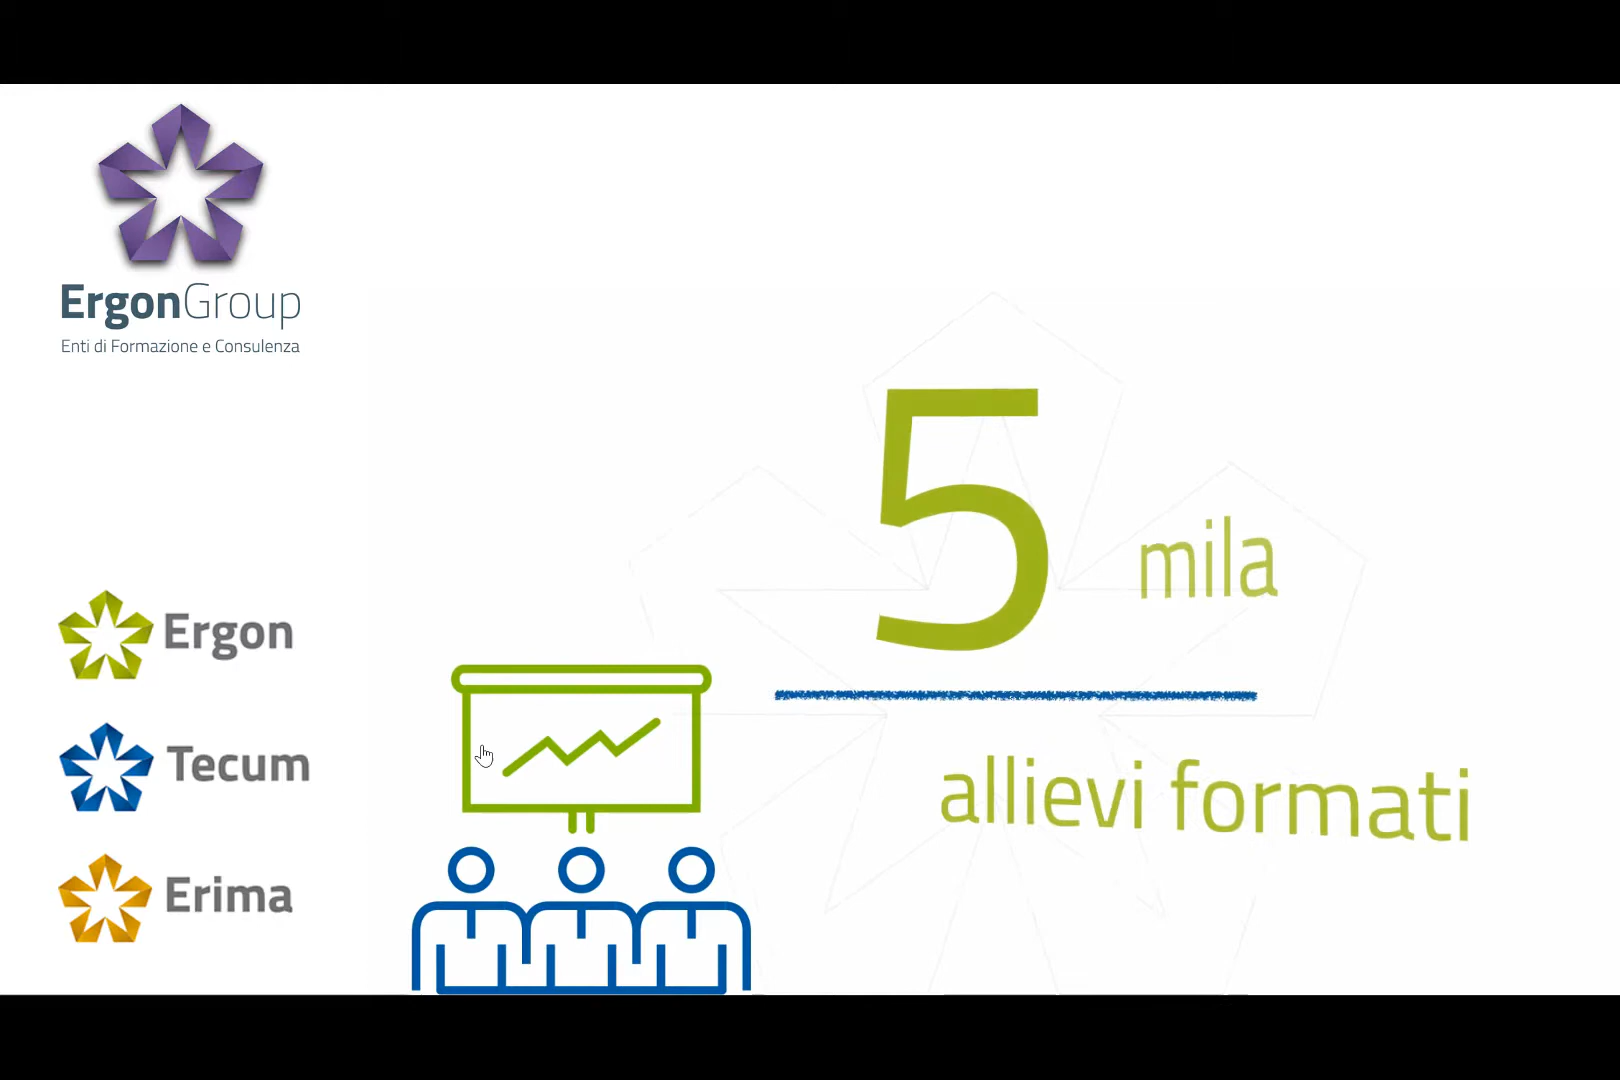 ErgonGroup
Enti di Formazione e Consulenza
Ergon
Tecum
Erima
5 mila
allievi formati